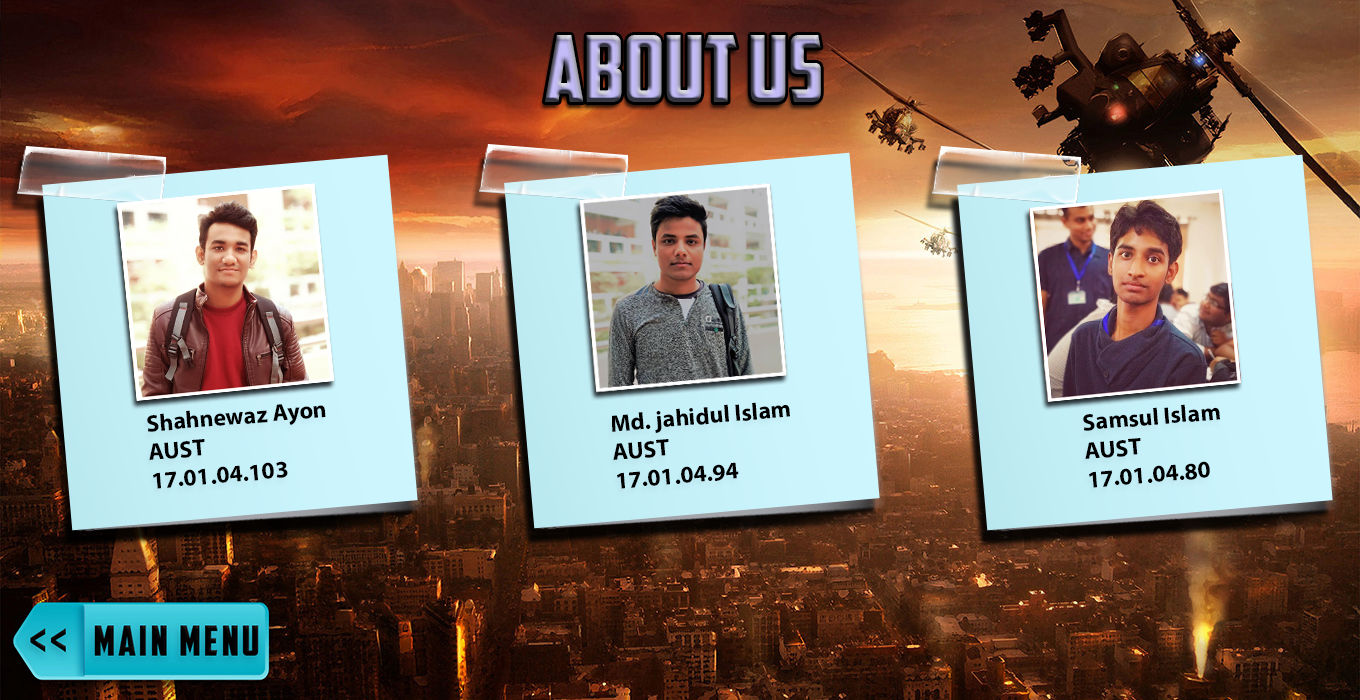 ABOUT US
Shahnewaz Ayon
AUST
17.01.04.103
Md. jahidul Islam
AUST
17.01.04.94
Samsul Islam
AUST
17.01.04.80
<< MAIN MENU